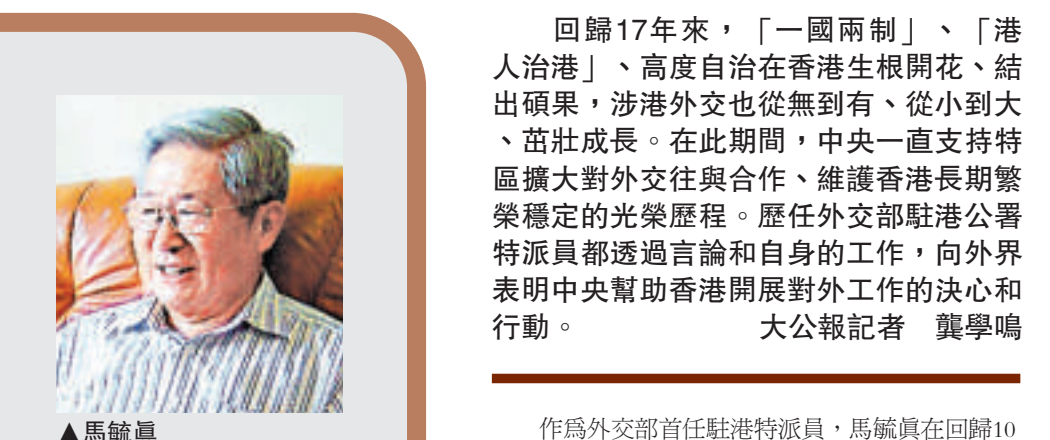 回歸17年來，「一國兩制」、「港
人治港」、高度自治在香港生根開花、結
出碩果，涉港外交也從無到有、從小到大
、茁壯成長。在此期間，中央一直支持特
區擴大對外交往與合作、維護香港長期繁
榮穩定的光榮歷程。歷任外交部駐港公署
特派員都透過言論和自身的工作，向外界
表明中央幫助香港開展對外工作的決心和
行動。　　　　　大公報記者　龔學鳴
▲馬毓眞
作爲外交部首任駐港特派員，馬毓眞在回歸10